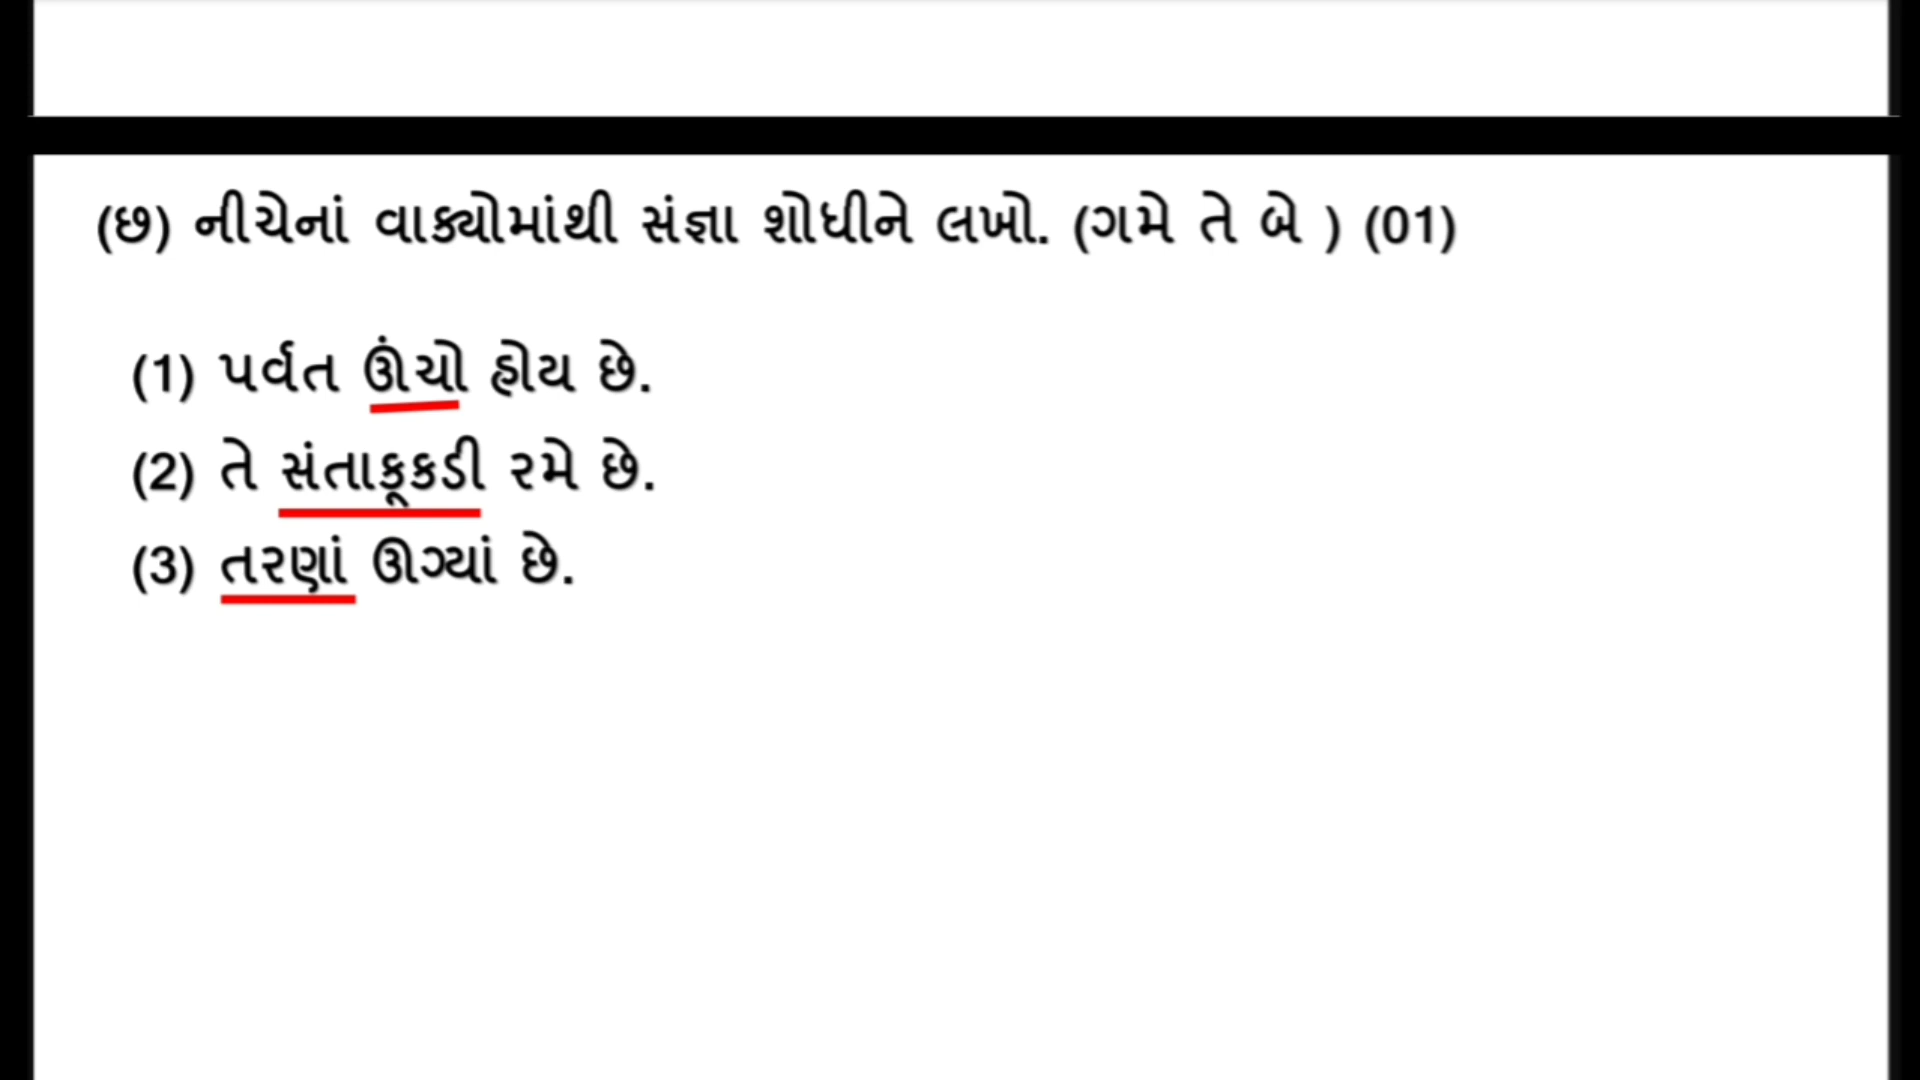 (છ) નીચેનાં વાક્યોમાંથી સંજ્ઞા શોધીને લખો. (ગમે તે બે ) (01)
(1) પર્વત ઊંચો હોય છે.
(2) તે સંતાકૂકડી રમે છે.
(3) તરણાં ઊગ્યાં છે.